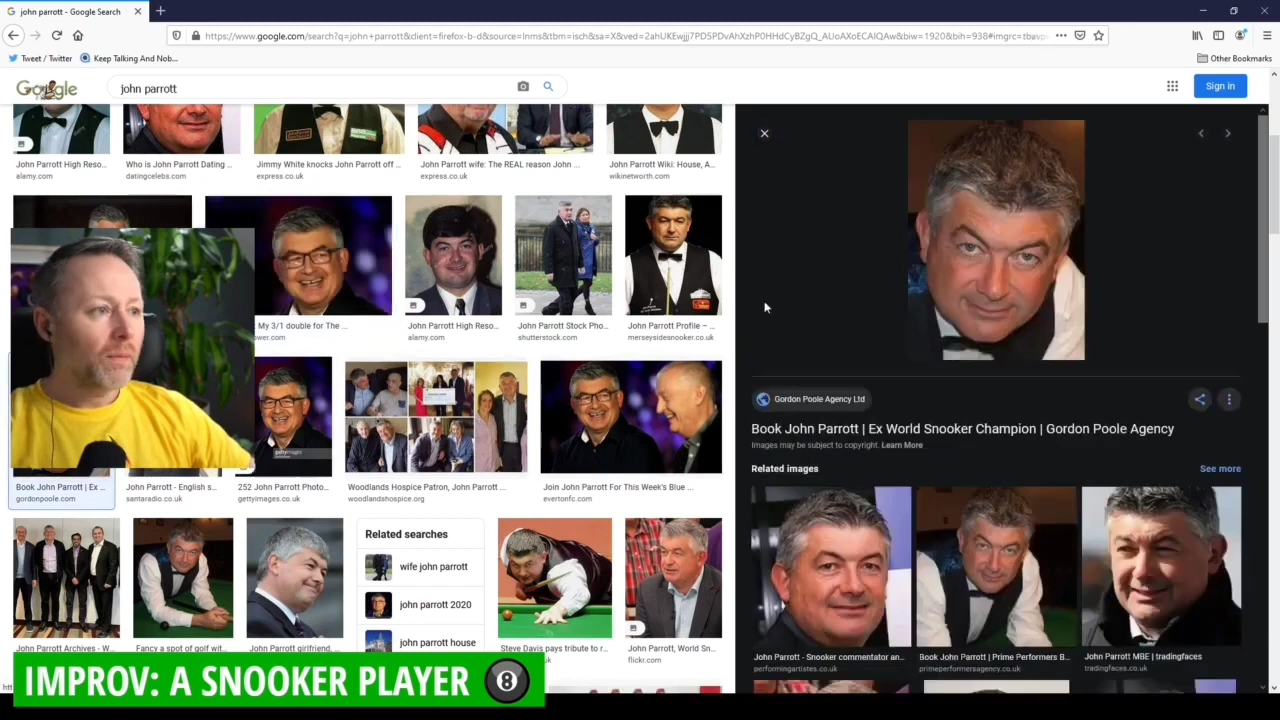 john parrott - Google Search
https://www.google.com/search?q=john+parrott&client=firefox-b-d&source=lnms&tbm=isch&sa=X&ved=2ahUKEwjjj7PD5PDvAhXzhP0HHdCyBZgQ_AUoAXoECAIQAw&biw=1920&bih=938#imgrc=
Tweet / Twitter
Keep Talking And Nob...
Other Bookmarks
Google
john parrott
Sign in
John Parrott High Reso...
Who is John Parrott Dating ...
Jimmy White knocks John Parrott off ...
John Parrott wife: The REAL reason John ...
John Parrott Wiki: House, A...
alamy.com
datingcelebs.com
express.co.uk
express.co.uk
wikinetworth.com
: My 3/1 double for The ...
John Parrott High Reso...
John Parrott Stock Pho...
John Parrott Profile – ...
ower.com
alamy.com
shutterstock.com
merseysidesnooker.co.uk
Gordon Poole Agency Ltd
Book John Parrott | Ex World Snooker Champion | Gordon Poole Agency
Images may be subject to copyright. Learn More
Related images
See more
gettyimages
Book John Parrott | Ex ...
John Parrott - English s...
252 John Parrott Photo...
Woodlands Hospice Patron, John Parrott ...
Join John Parrott For This Week's Blue ...
gordonpoole.com
santaradio.co.uk
gettyimages.co.uk
woodlandshospice.org
evertonfc.com
Related searches
wife john parrott
john parrott 2020
john parrott house
John Parrott Archives - W...
Fancy a spot of golf wit...
John Parrott girlfriend, ...
Steve Davis pays tribute to r...
John Parrott, World Sn...
.uk
flickr.com
John Parrott - Snooker commentator an...
Book John Parrott | Prime Performers B...
John Parrott MBE | tradingfaces
performingartistes.co.uk
primeperformersagency.co.uk
tradingfaces.co.uk
IMPROV: A SNOOKER PLAYER
8